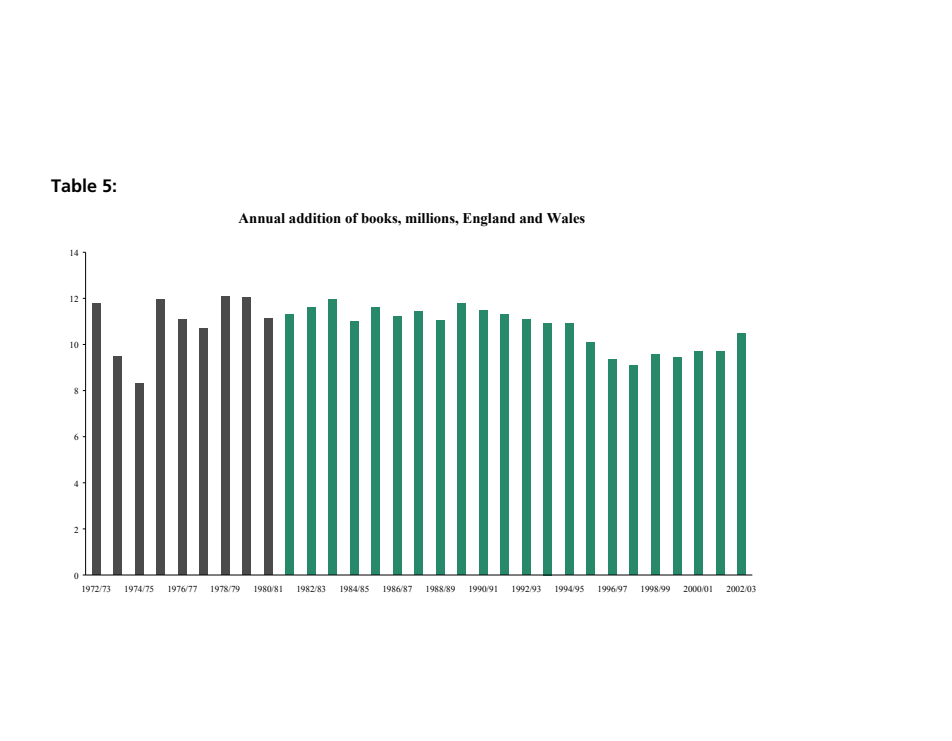 Table 5:
Annual addition of books, millions, England and Wales
14
12
10
8
6
4
2
0
1972/73 1974/75 1976/77 1978/79 1980/81 1982/83 1984/85 1986/87 1988/89 1990/91 1992/93 1994/95 1996/97 1998/99 2000/01 2002/03